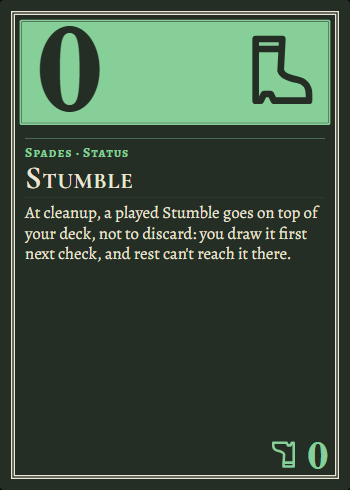 0
Spades · Status
Stumble
At cleanup, a played Stumble goes on top of
your deck, not to discard: you draw it first
next check, and rest can't reach it there.
0